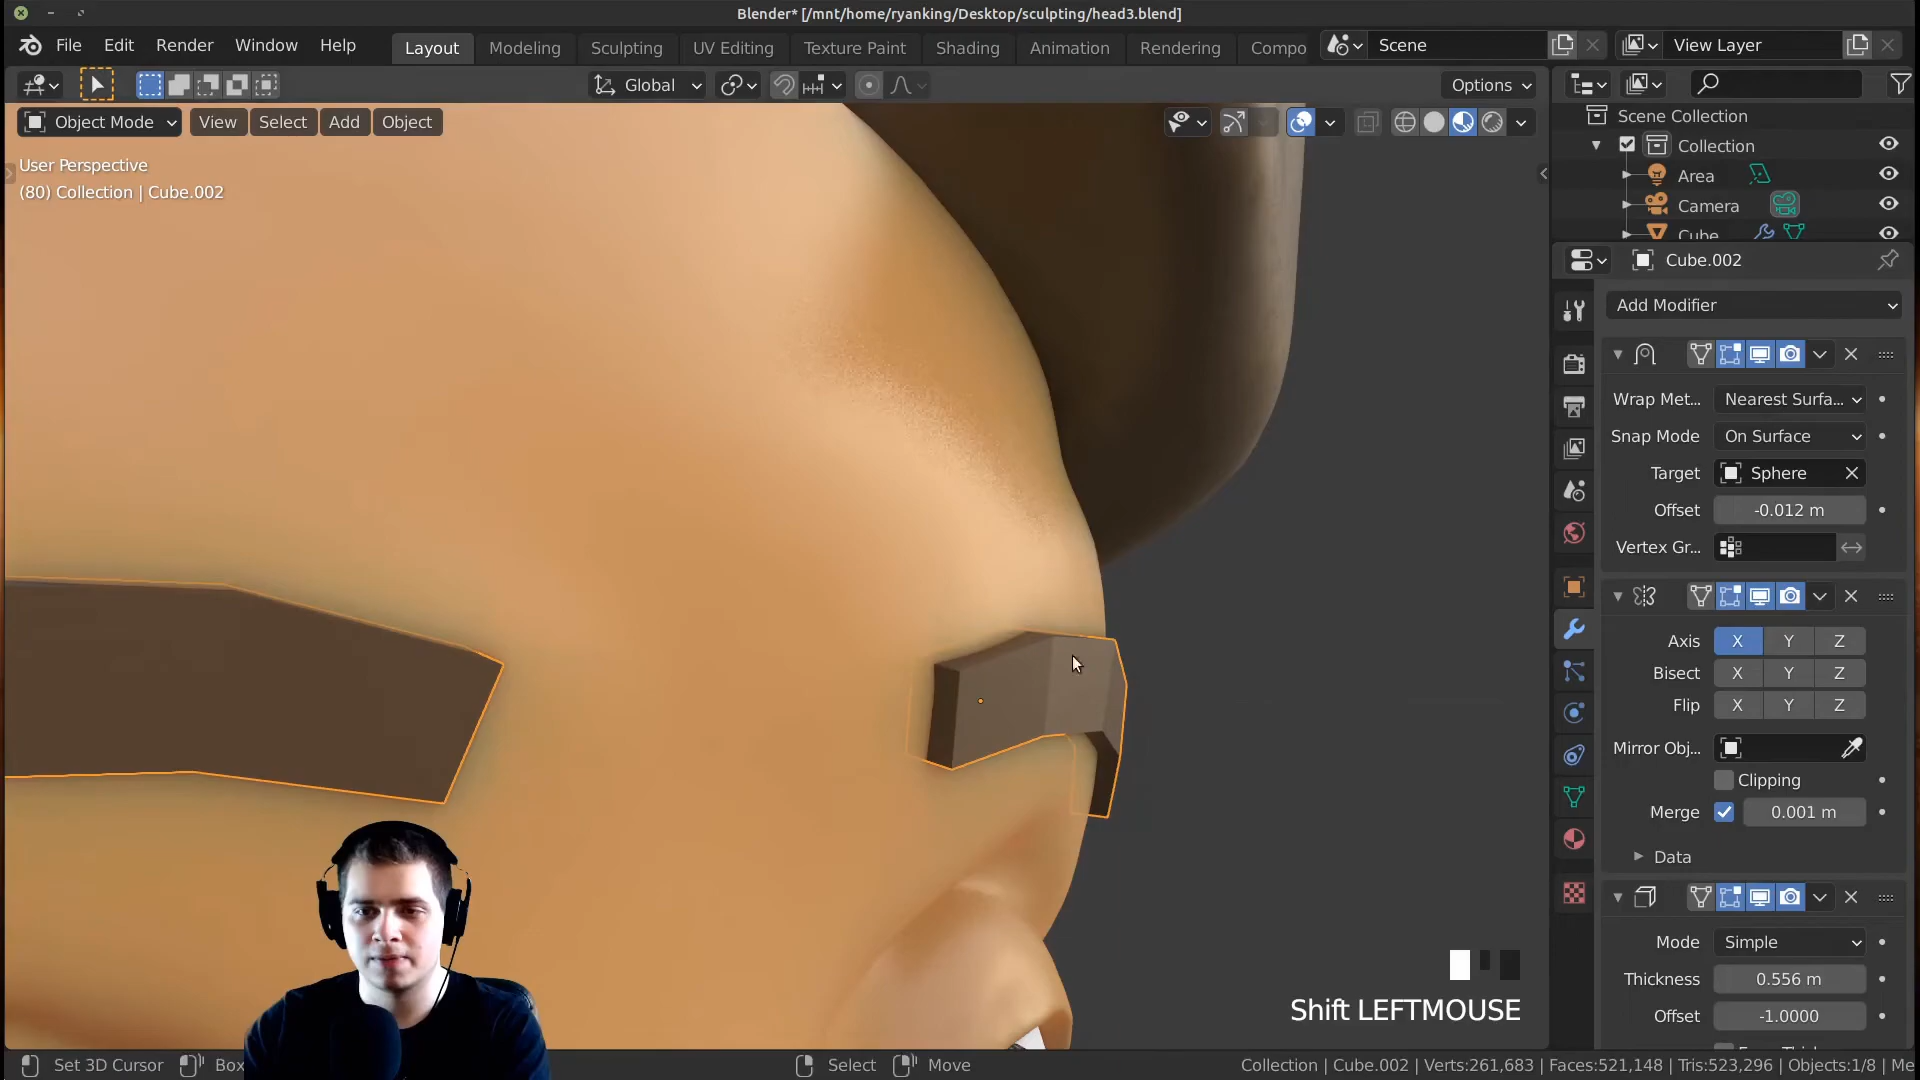 Blender* [/mnt/home/ryanking/Desktop/sculpting/head3.blend]
File Edit Render Window Help
Layout Modeling Sculpting UV Editing Texture Paint Shading Animation Rendering Compo
Scene
View Layer
Global
Options
Object Mode View Select Add Object
User Perspective
(80) Collection | Cube.002
Scene Collection
Collection
Area
Camera
Cube
Cube.002
Add Modifier
Wrap Met... Nearest Surfa...
Snap Mode On Surface
Target Sphere
Offset -0.012 m
Vertex Gr...
Axis X Y Z
Bisect X Y Z
Flip X Y Z
Mirror Obj...
Clipping
Merge 0.001 m
Data
Mode Simple
Thickness 0.556 m
Offset -1.0000
Shift LEFTMOUSE
Set 3D Cursor Box Select Move
Collection | Cube.002 | Verts:261,683 | Faces:521,148 | Tris:523,296 | Objects:1/8 | Me